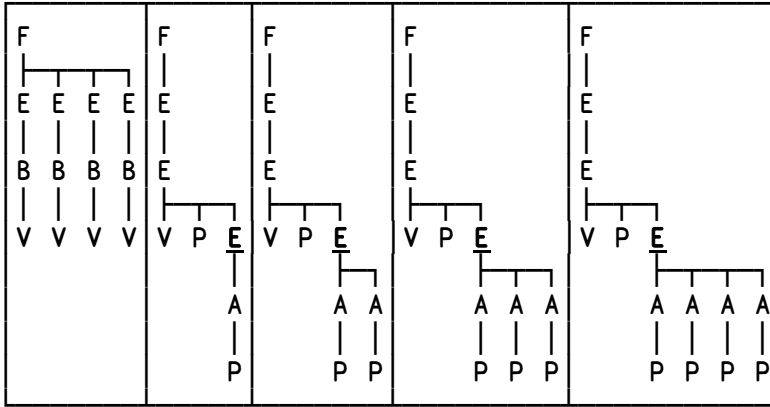 F F F F F
E E E E E E E E
B B B B E E E E
V V V V V P E V P E V P E V P E
A A A A A A A A A A
P P P P P P P P P P